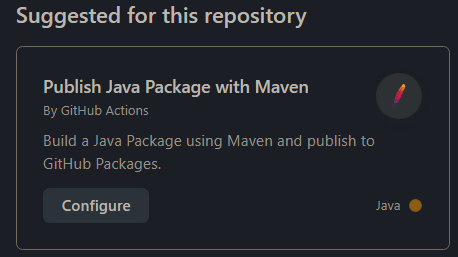 Suggested for this repository
Publish Java Package with Maven
By GitHub Actions
Build a Java Package using Maven and publish to
GitHub Packages.
Configure
Java